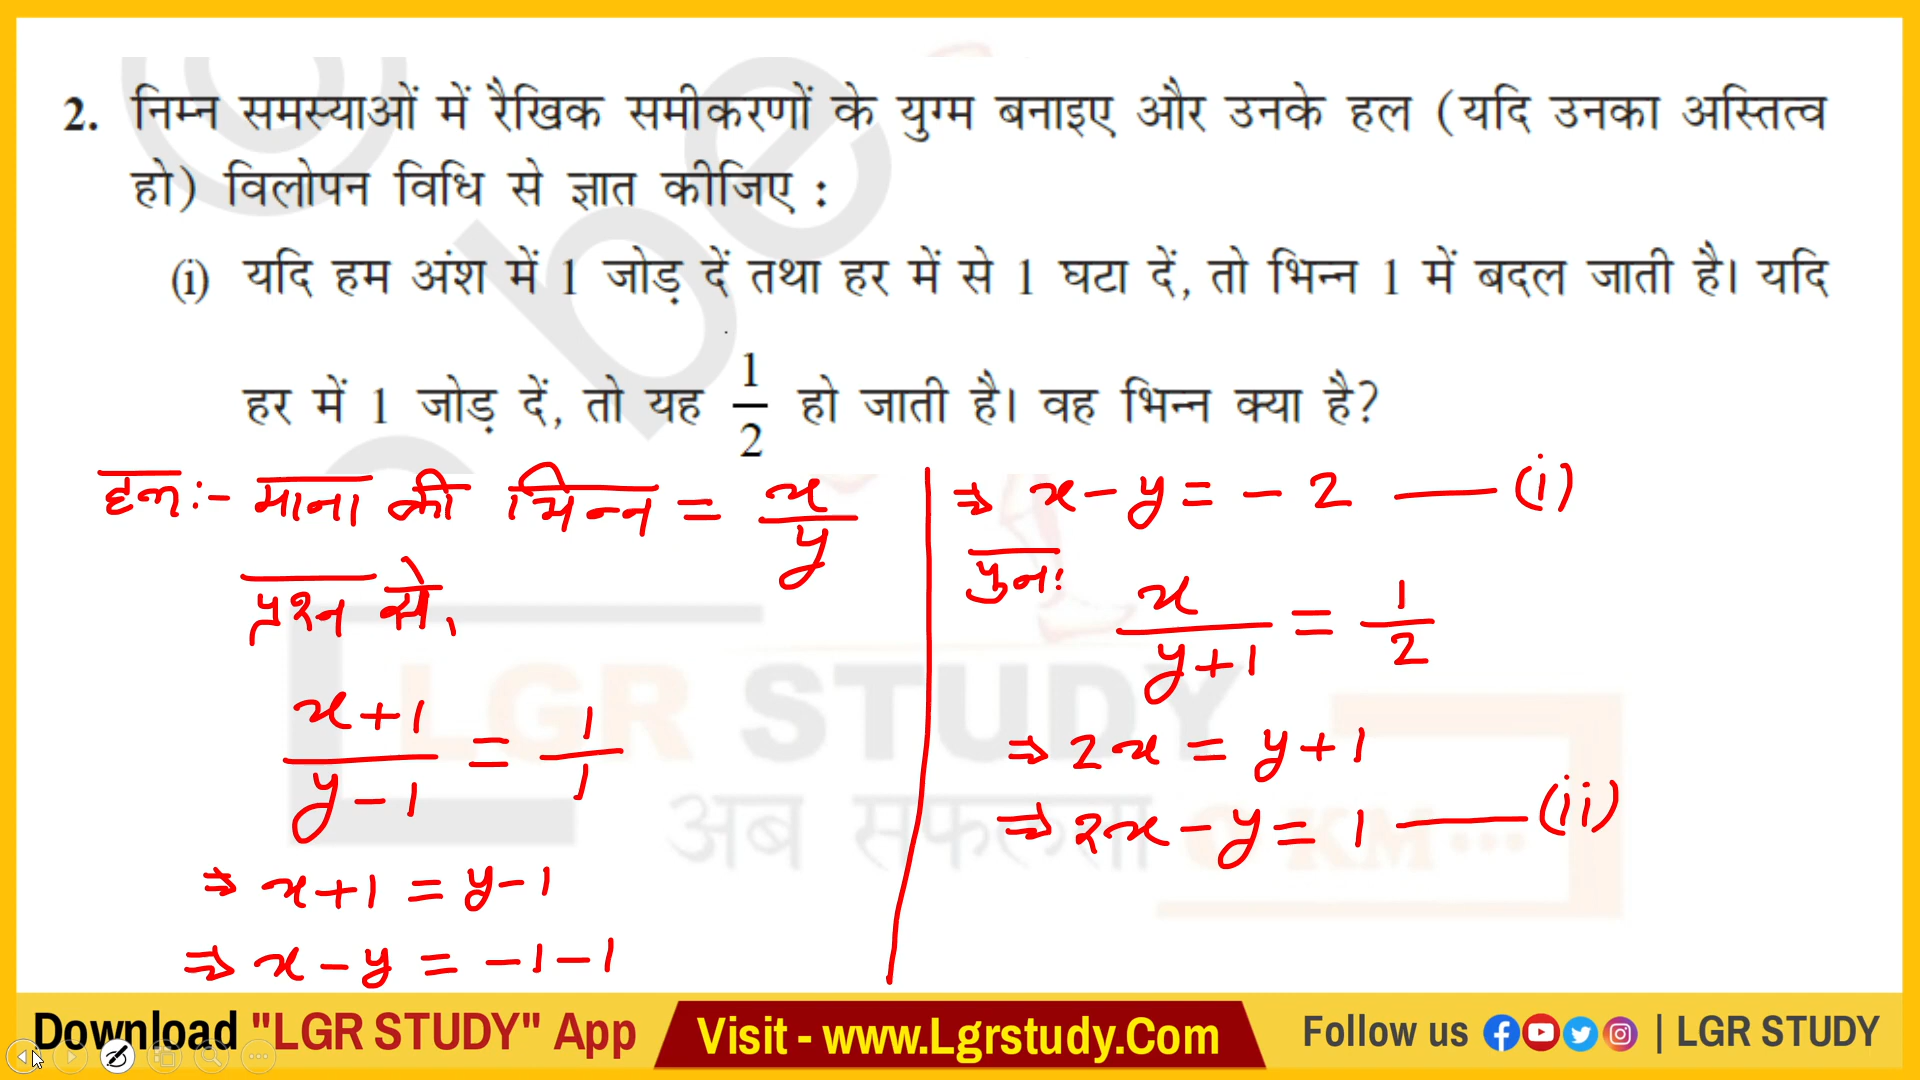 2. निम्न समस्याओं में रैखिक समीकरणों के युग्म बनाइए और उनके हल (यदि उनका अस्तित्व
हो) विलोपन विधि से ज्ञात कीजिए :
(i) यदि हम अंश में 1 जोड़ दें तथा हर में से 1 घटा दें, तो भिन्न 1 में बदल जाती है। यदि
हर में 1 जोड़ दें, तो यह 1/2 हो जाती है। वह भिन्न क्या है?
हल:- माना की भिन्न = x/y
प्रश्न से,
(x+1)/(y-1) = 1/1
⇒ x+1 = y-1
⇒ x - y = -1-1
⇒ x - y = -2 —— (i)
पुनः
x/(y+1) = 1/2
⇒ 2x = y+1
⇒ 2x - y = 1 —— (ii)
LGR STUDY
अब सफलता
Download "LGR STUDY" App
Visit - www.Lgrstudy.Com
Follow us | LGR STUDY